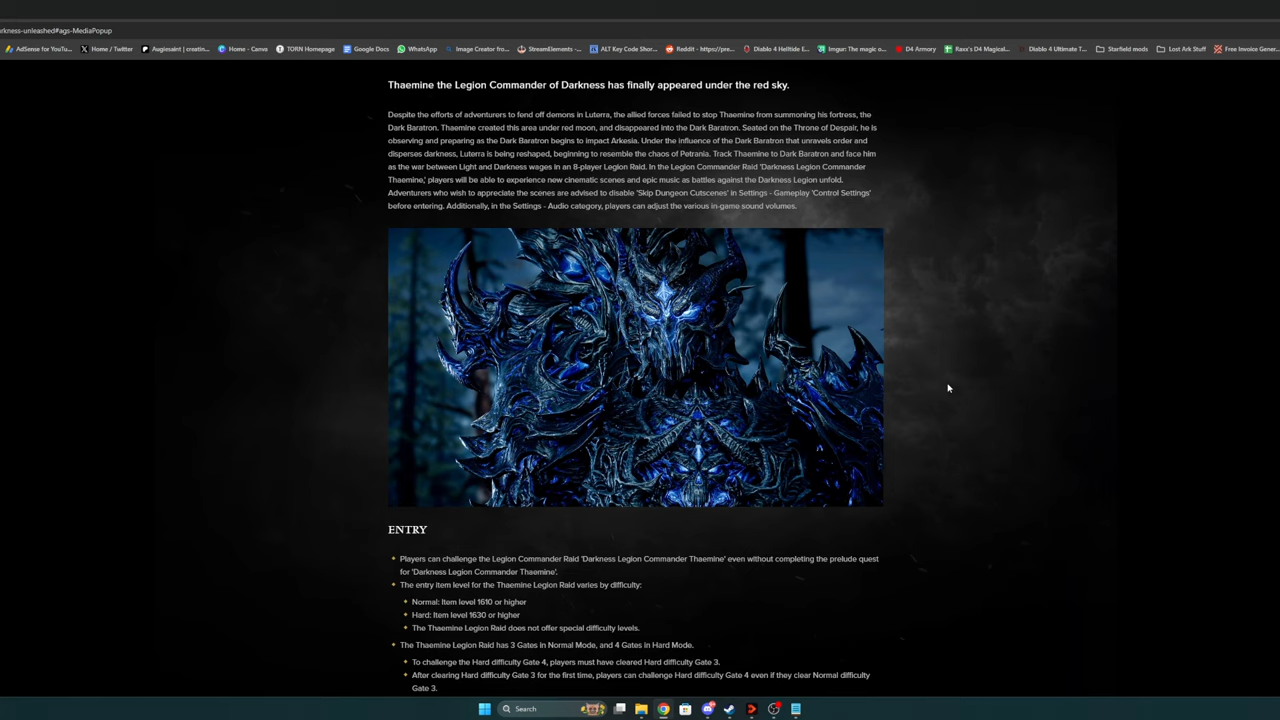 rkness-unleashed#ags-MediaPopup
AdSense for YouTu... Home / Twitter Augiesaint | creatin... Home - Canva TORN Homepage Google Docs WhatsApp Image Creator fro... StreamElements -... ALT Key Code Shor... Reddit - https://pre... Diablo 4 Helltide E... Imgur: The magic o... D4 Armory Raxx's D4 Magical... Diablo 4 Ultimate T... Starfield mods Lost Ark Stuff Free Invoice Gener...
Thaemine the Legion Commander of Darkness has finally appeared under the red sky.
Despite the efforts of adventurers to fend off demons in Luterra, the allied forces failed to stop Thaemine from summoning his fortress, the
Dark Baratron. Thaemine created this area under red moon, and disappeared into the Dark Baratron. Seated on the Throne of Despair, he is
observing and preparing as the Dark Baratron begins to impact Arkesia. Under the influence of the Dark Baratron that unravels order and
disperses darkness, Luterra is being reshaped, beginning to resemble the chaos of Petrania. Track Thaemine to Dark Baratron and face him
as the war between Light and Darkness wages in an 8-player Legion Raid. In the Legion Commander Raid 'Darkness Legion Commander
Thaemine,' players will be able to experience new cinematic scenes and epic music as battles against the Darkness Legion unfold.
Adventurers who wish to appreciate the scenes are advised to disable 'Skip Dungeon Cutscenes' in Settings - Gameplay 'Control Settings'
before entering. Additionally, in the Settings - Audio category, players can adjust the various in-game sound volumes.
ENTRY
Players can challenge the Legion Commander Raid 'Darkness Legion Commander Thaemine' even without completing the prelude quest
for 'Darkness Legion Commander Thaemine'.
The entry item level for the Thaemine Legion Raid varies by difficulty:
Normal: Item level 1610 or higher
Hard: Item level 1630 or higher
The Thaemine Legion Raid does not offer special difficulty levels.
The Thaemine Legion Raid has 3 Gates in Normal Mode, and 4 Gates in Hard Mode.
To challenge the Hard difficulty Gate 4, players must have cleared Hard difficulty Gate 3.
After clearing Hard difficulty Gate 3 for the first time, players can challenge Hard difficulty Gate 4 even if they clear Normal difficulty
Gate 3.
Search